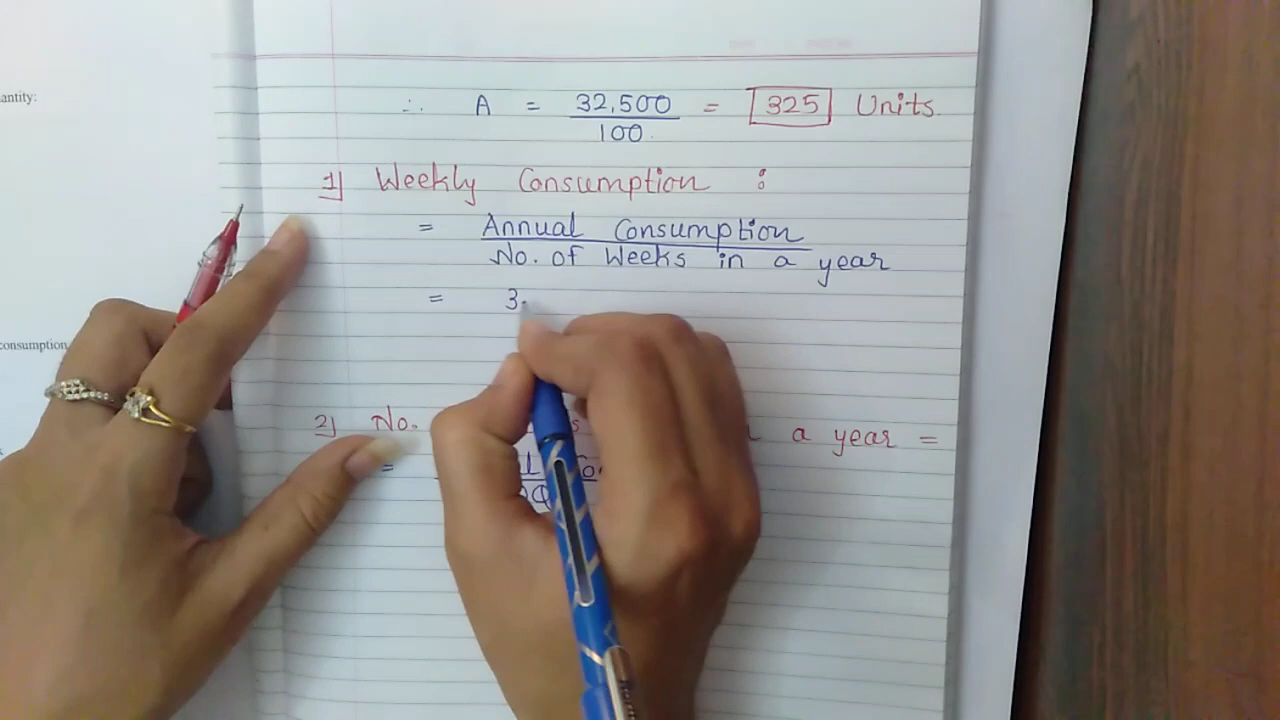 antity:
∴ A = 32,500 / 100 = 325 Units.
1) Weekly Consumption :
= Annual Consumption / No. of Weeks in a year
= 3
consumption
2) No. a year =
=